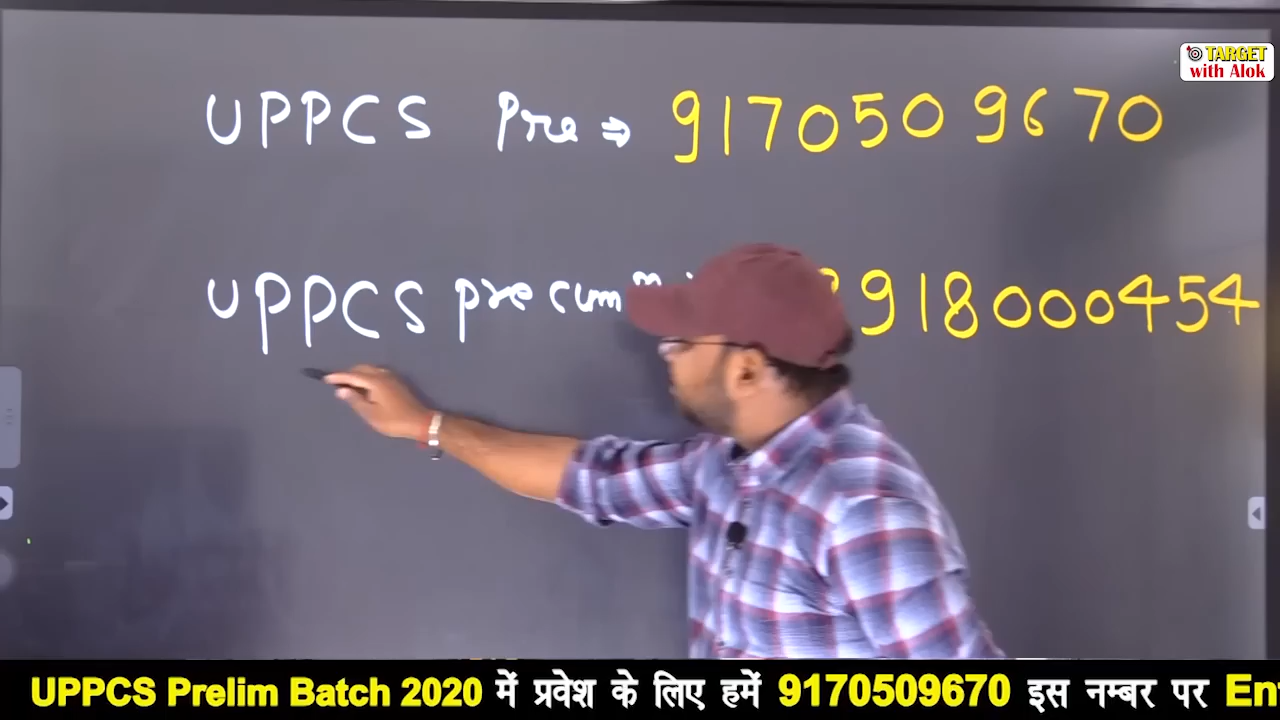 TARGET
with Alok
UPPCS Pre ⇒ 9170509670
UPPCS pre cum 918000454
UPPCS Prelim Batch 2020 में प्रवेश के लिए हमें 9170509670 इस नम्बर पर